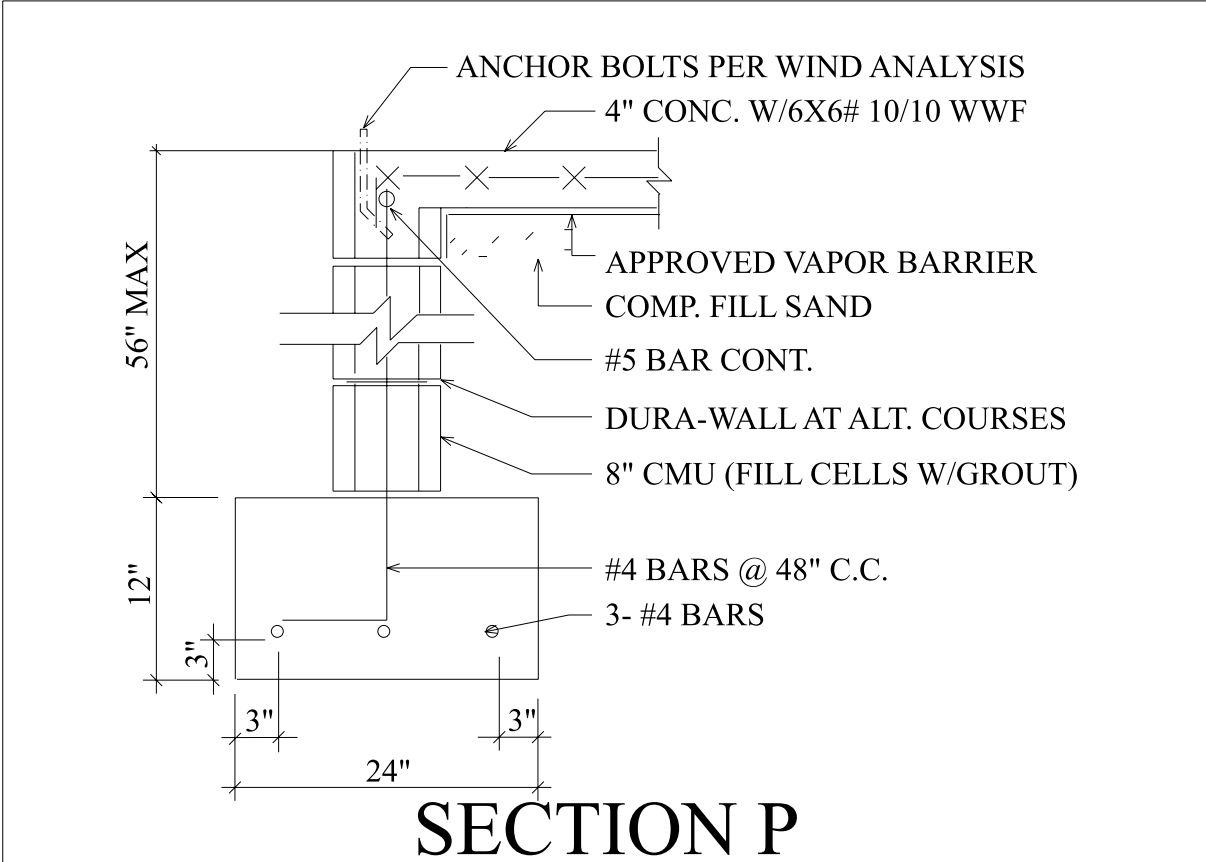 ANCHOR BOLTS PER WIND ANALYSIS
4" CONC. W/6X6# 10/10 WWF
56" MAX
APPROVED VAPOR BARRIER
COMP. FILL SAND
#5 BAR CONT.
DURA-WALL AT ALT. COURSES
8" CMU (FILL CELLS W/GROUT)
12"
#4 BARS @ 48" C.C.
3- #4 BARS
3"
3"
3"
24"
SECTION P